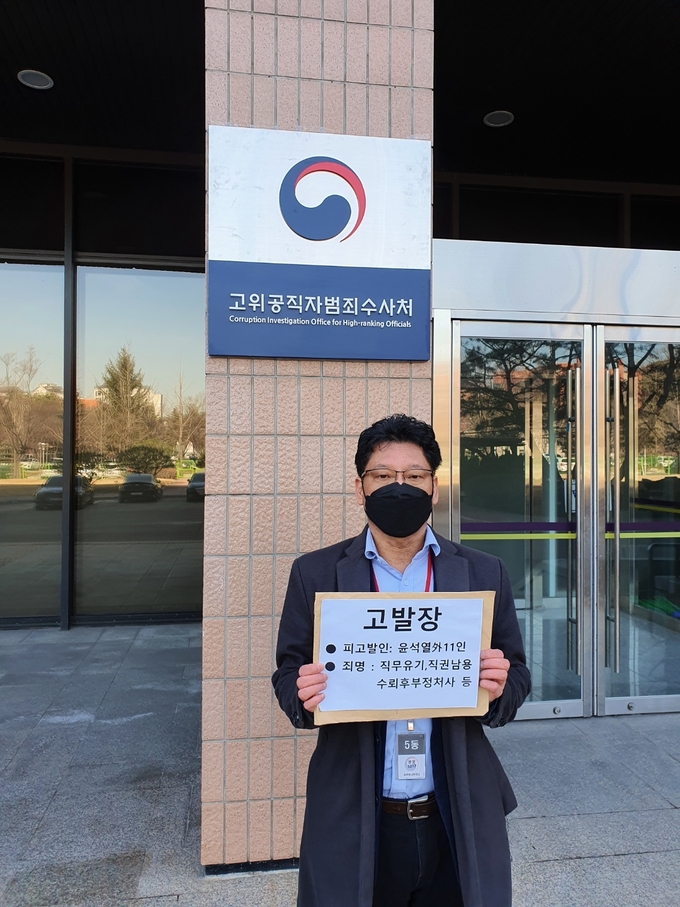 고위공직자범죄수사처
Corruption Investigation Office for High-ranking Officials
고발장
● 피고발인: 윤석열外11인
● 죄명 : 직무유기,직권남용
수뢰후부정처사 등
5동